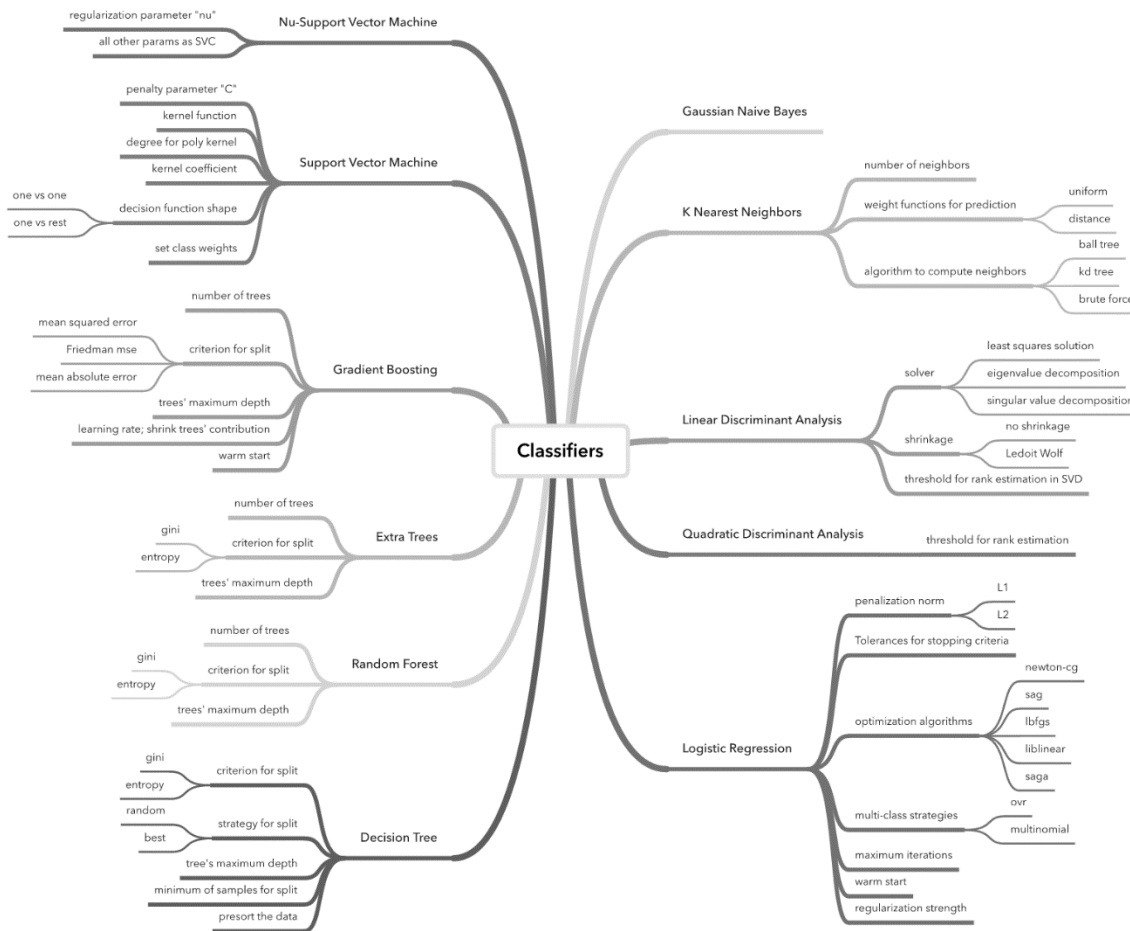 regularization parameter "nu"
all other params as SVC
Nu-Support Vector Machine
penalty parameter "C"
kernel function
degree for poly kernel
kernel coefficient
one vs one
one vs rest
decision function shape
set class weights
Support Vector Machine
number of trees
mean squared error
Friedman mse
mean absolute error
criterion for split
trees' maximum depth
learning rate; shrink trees' contribution
warm start
Gradient Boosting
number of trees
gini
entropy
criterion for split
trees' maximum depth
Extra Trees
number of trees
gini
entropy
criterion for split
trees' maximum depth
Random Forest
gini
entropy
criterion for split
random
best
strategy for split
tree's maximum depth
minimum of samples for split
presort the data
Decision Tree
Classifiers
Gaussian Naive Bayes
K Nearest Neighbors
number of neighbors
weight functions for prediction
uniform
distance
algorithm to compute neighbors
ball tree
kd tree
brute force
Linear Discriminant Analysis
solver
least squares solution
eigenvalue decomposition
singular value decomposition
shrinkage
no shrinkage
Ledoit Wolf
threshold for rank estimation in SVD
Quadratic Discriminant Analysis
threshold for rank estimation
Logistic Regression
penalization norm
L1
L2
Tolerances for stopping criteria
optimization algorithms
newton-cg
sag
lbfgs
liblinear
saga
multi-class strategies
ovr
multinomial
maximum iterations
warm start
regularization strength